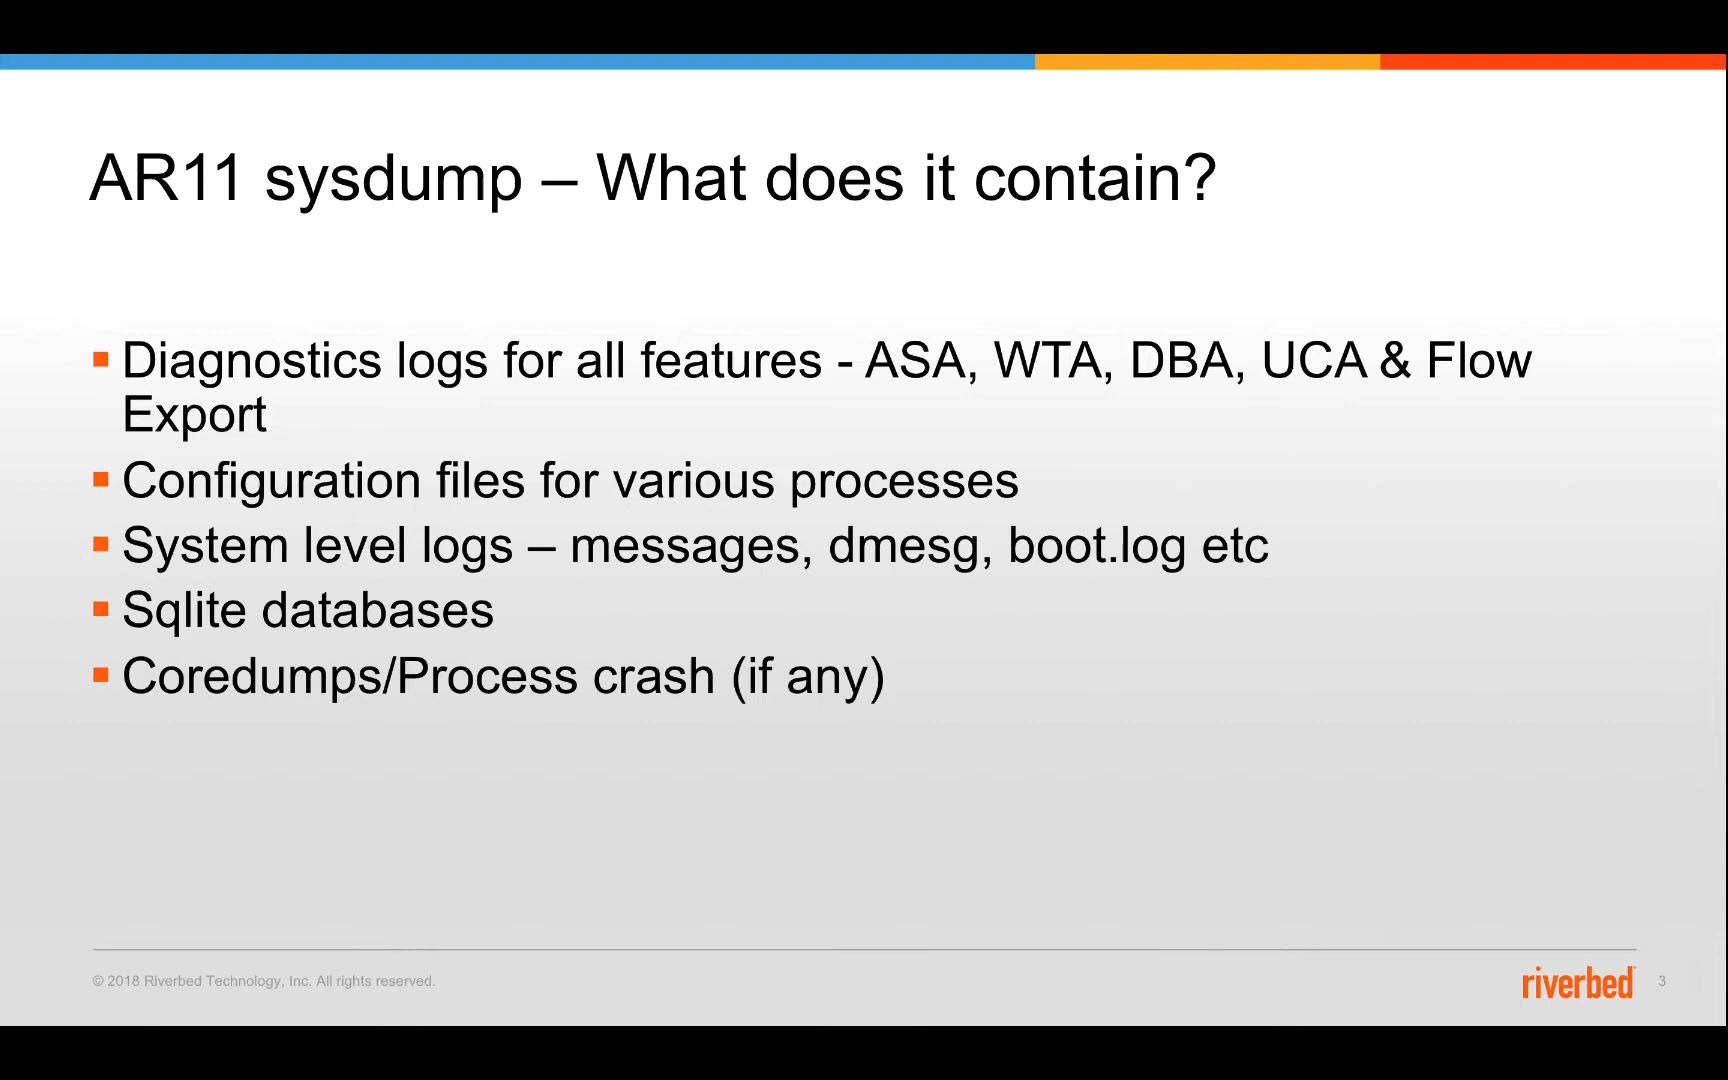 AR11 sysdump – What does it contain?
Diagnostics logs for all features - ASA, WTA, DBA, UCA & Flow
Export
Configuration files for various processes
System level logs – messages, dmesg, boot.log etc
Sqlite databases
Coredumps/Process crash (if any)
© 2018 Riverbed Technology, Inc. All rights reserved.
riverbed
3